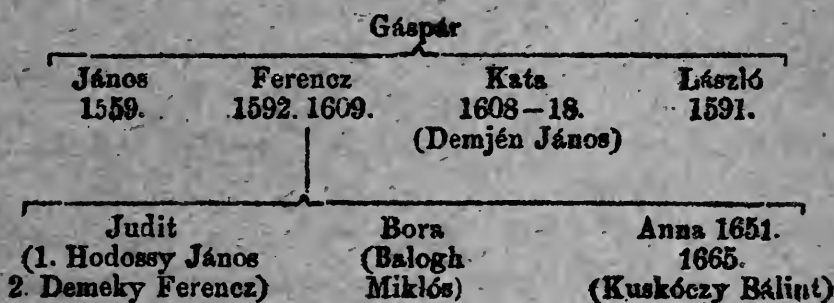 Gáspár
János Ferencz Kata László
1559. 1592. 1609. 1608–18. 1591.
(Demjén János)
Judit Bora Anna 1651.
(1. Hodossy János (Balogh 1665.
2. Demeky Ferencz) Miklós) (Kuskóczy Bálint)